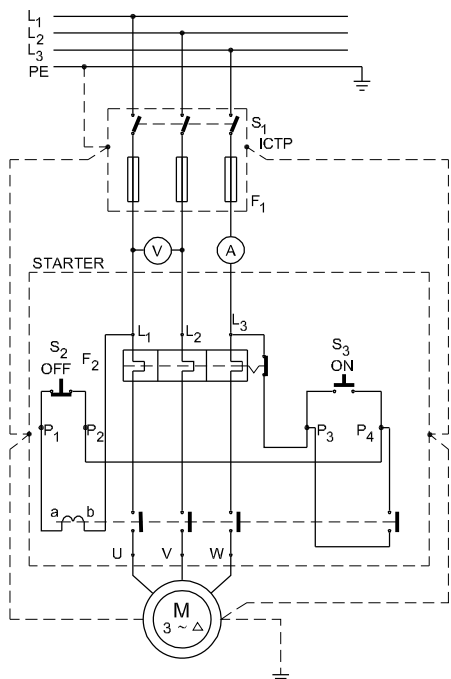 L1
L2
L3
PE
S1
ICTP
F1
V
A
STARTER
L1
L2
L3
S2
OFF
F2
S3
ON
P1
P2
P3
P4
a
b
U
V
W
M
3 ~ △